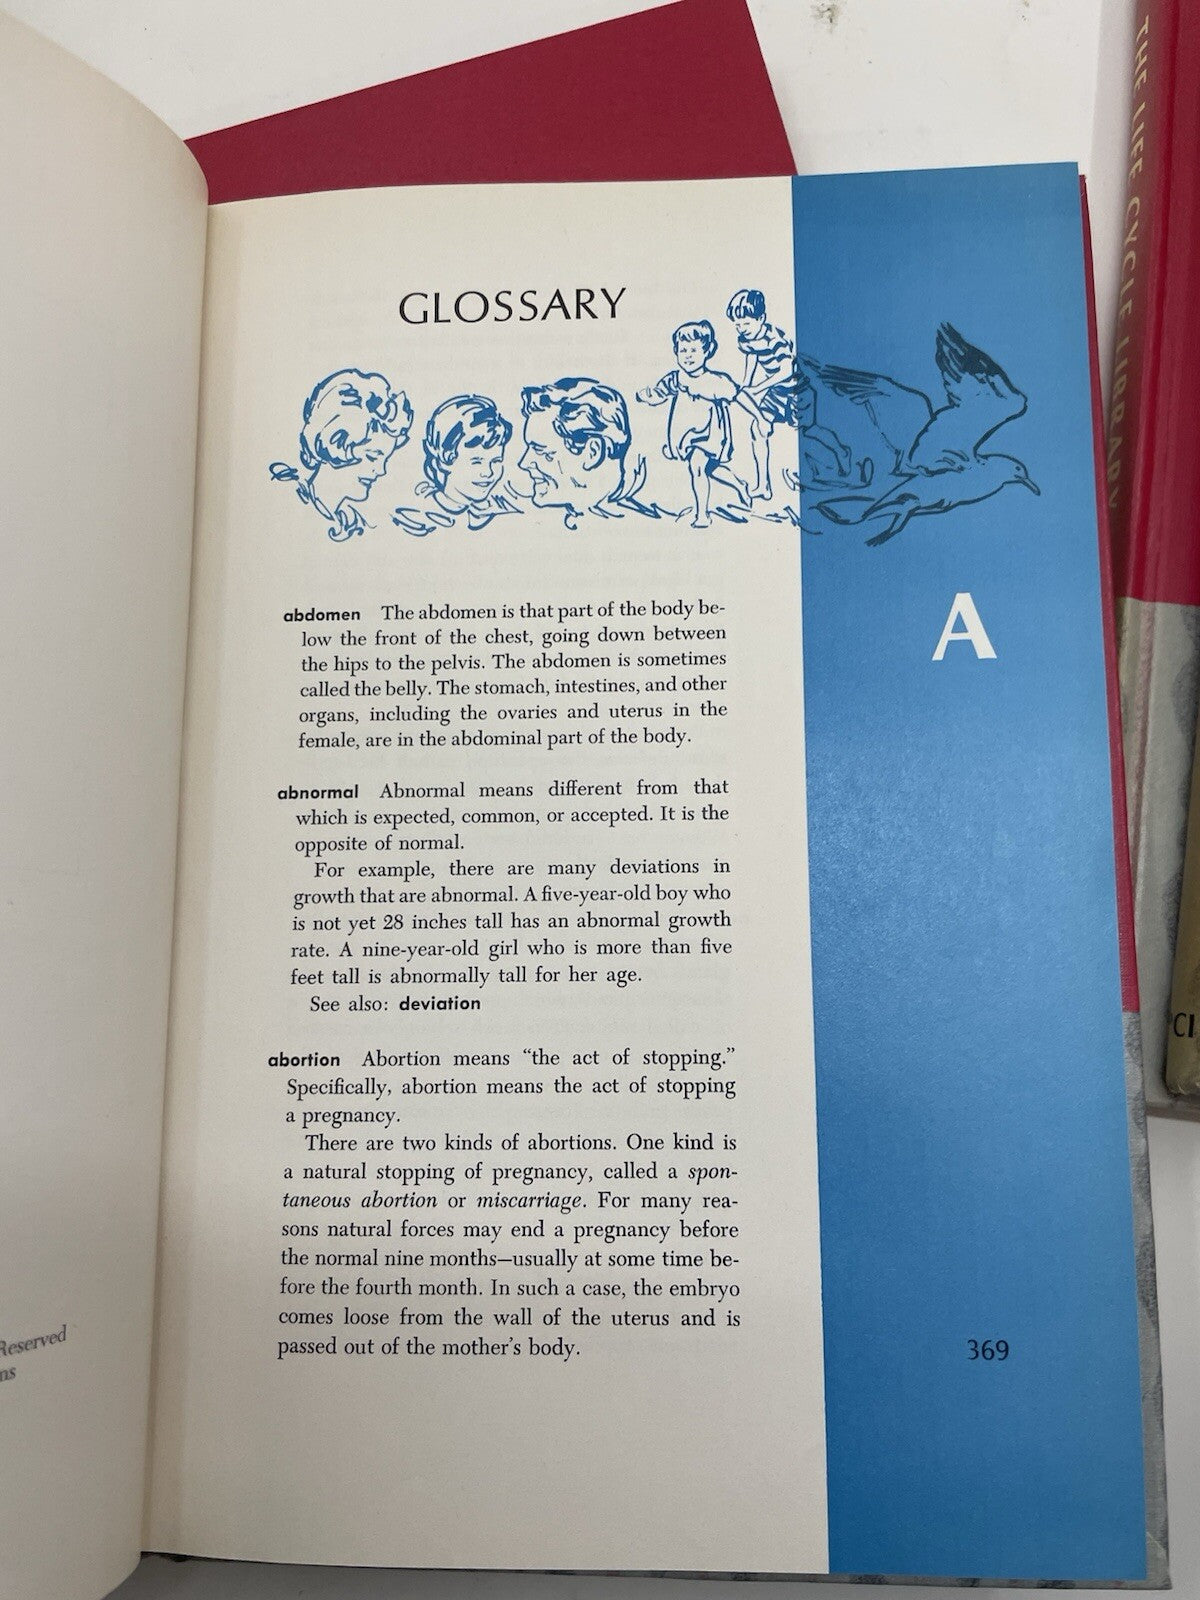 GLOSSARY
abdomen The abdomen is that part of the body be-
low the front of the chest, going down between
the hips to the pelvis. The abdomen is sometimes
called the belly. The stomach, intestines, and other
organs, including the ovaries and uterus in the
female, are in the abdominal part of the body.
abnormal Abnormal means different from that
which is expected, common, or accepted. It is the
opposite of normal.
For example, there are many deviations in
growth that are abnormal. A five-year-old boy who
is not yet 28 inches tall has an abnormal growth
rate. A nine-year-old girl who is more than five
feet tall is abnormally tall for her age.
See also: deviation
abortion Abortion means “the act of stopping.”
Specifically, abortion means the act of stopping
a pregnancy.
There are two kinds of abortions. One kind is
a natural stopping of pregnancy, called a spon-
taneous abortion or miscarriage. For many rea-
sons natural forces may end a pregnancy before
the normal nine months—usually at some time be-
fore the fourth month. In such a case, the embryo
comes loose from the wall of the uterus and is
passed out of the mother’s body.
A
369
Reserved
ns
THE LIFE CYCLE LIBRARY
CI